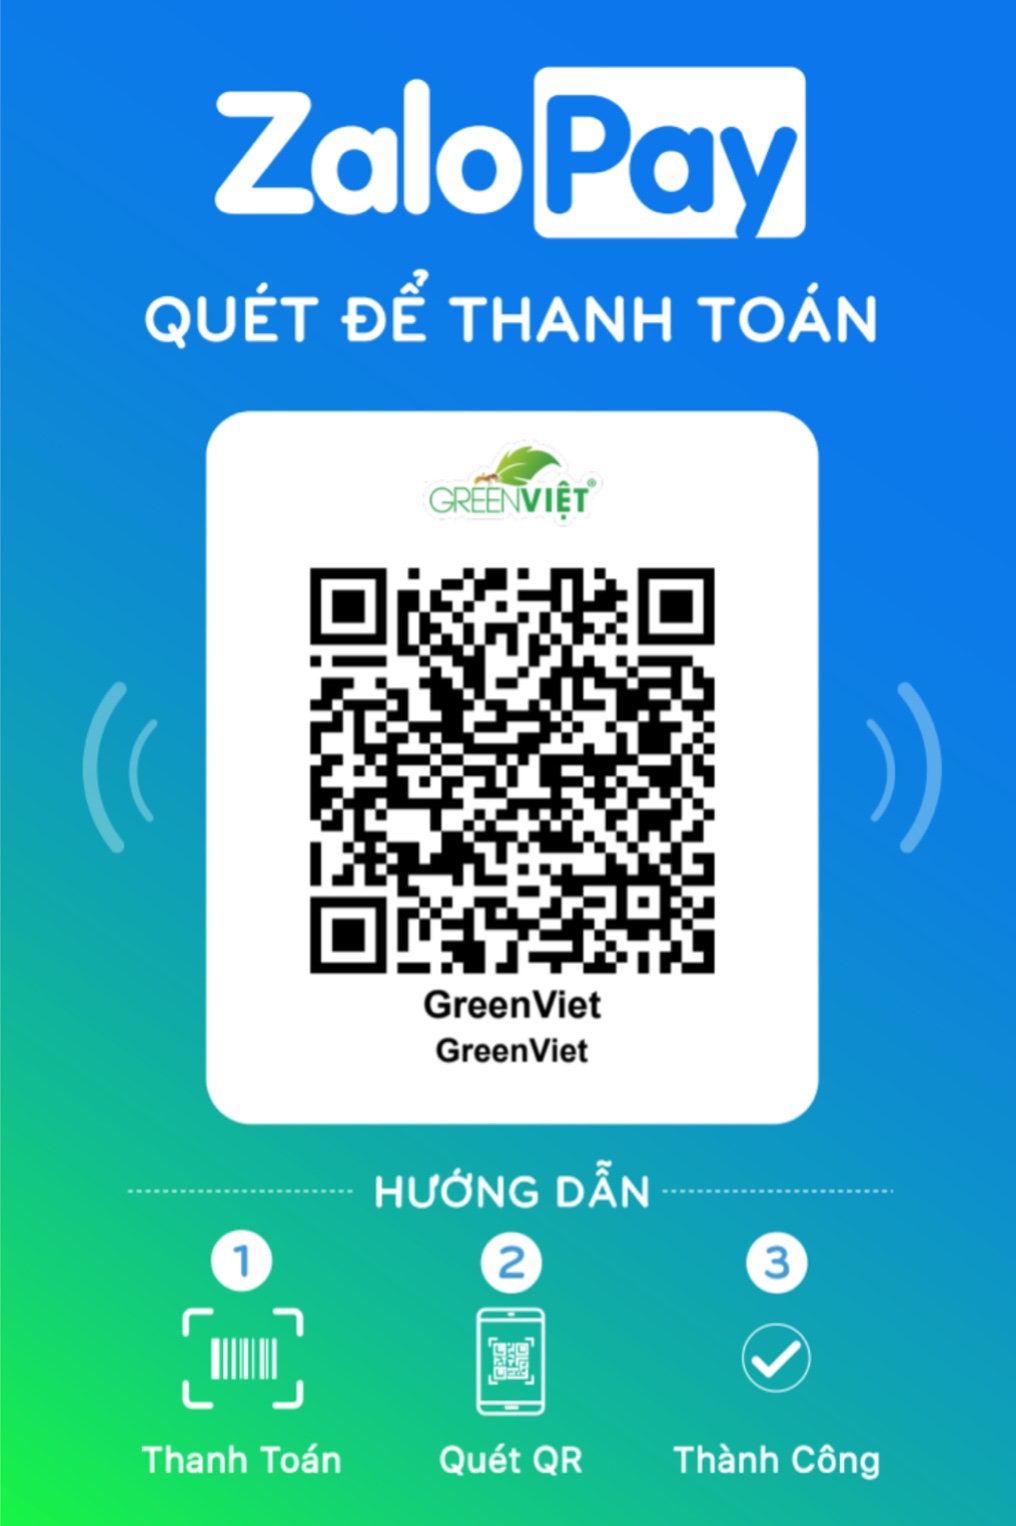 ZaloPay
QUÉT ĐỂ THANH TOÁN
GREENVIỆT®
GreenViet
GreenViet
HƯỚNG DẪN
1
2
3
Thanh Toán
Quét QR
Thành Công